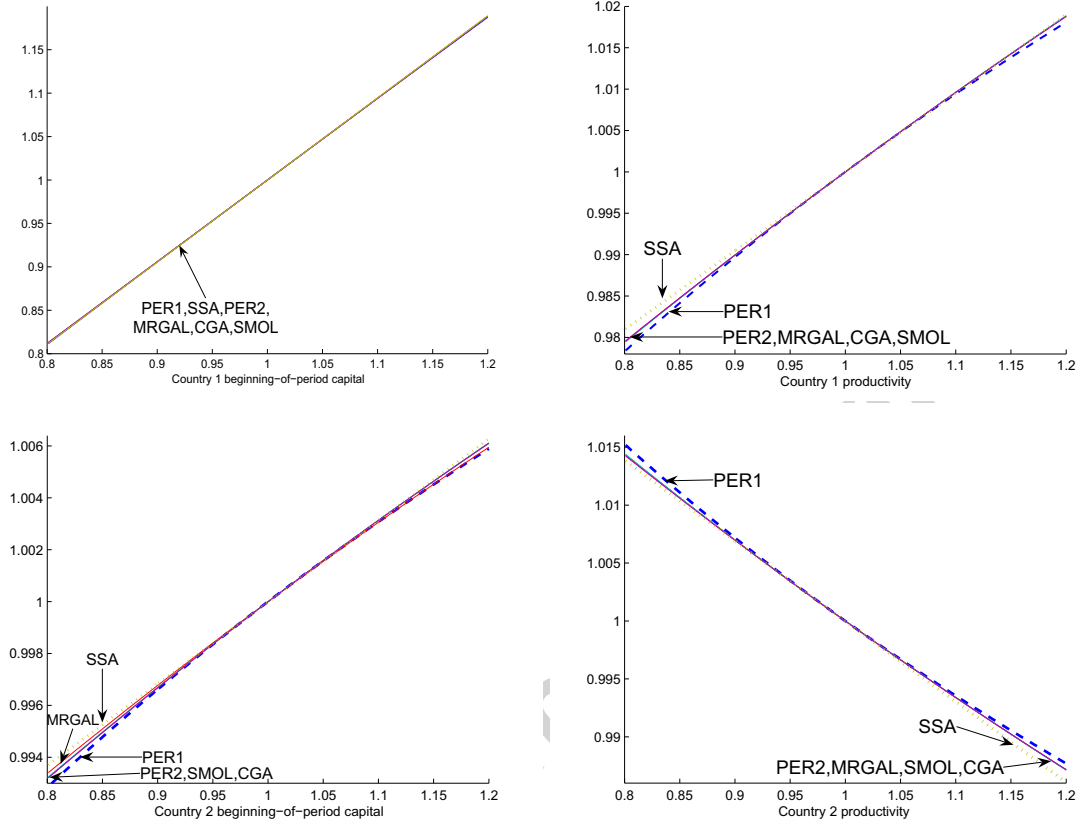 1.15
1.1
1.05
1
0.95
0.9
0.85
0.8
PER1,SSA,PER2,
MRGAL,CGA,SMOL
0.8 0.85 0.9 0.95 1 1.05 1.1 1.15 1.2
Country 1 beginning−of−period capital
1.02
1.015
1.01
1.005
1
0.995
0.99
0.985
0.98
SSA
PER1
PER2,MRGAL,CGA,SMOL
0.8 0.85 0.9 0.95 1 1.05 1.1 1.15 1.2
Country 1 productivity
1.006
1.004
1.002
1
0.998
0.996
0.994
SSA
MRGAL
PER1
PER2,SMOL,CGA
0.8 0.85 0.9 0.95 1 1.05 1.1 1.15 1.2
Country 2 beginning−of−period capital
1.015
1.01
1.005
1
0.995
0.99
PER1
SSA
PER2,MRGAL,SMOL,CGA
0.8 0.85 0.9 0.95 1 1.05 1.1 1.15 1.2
Country 2 productivity